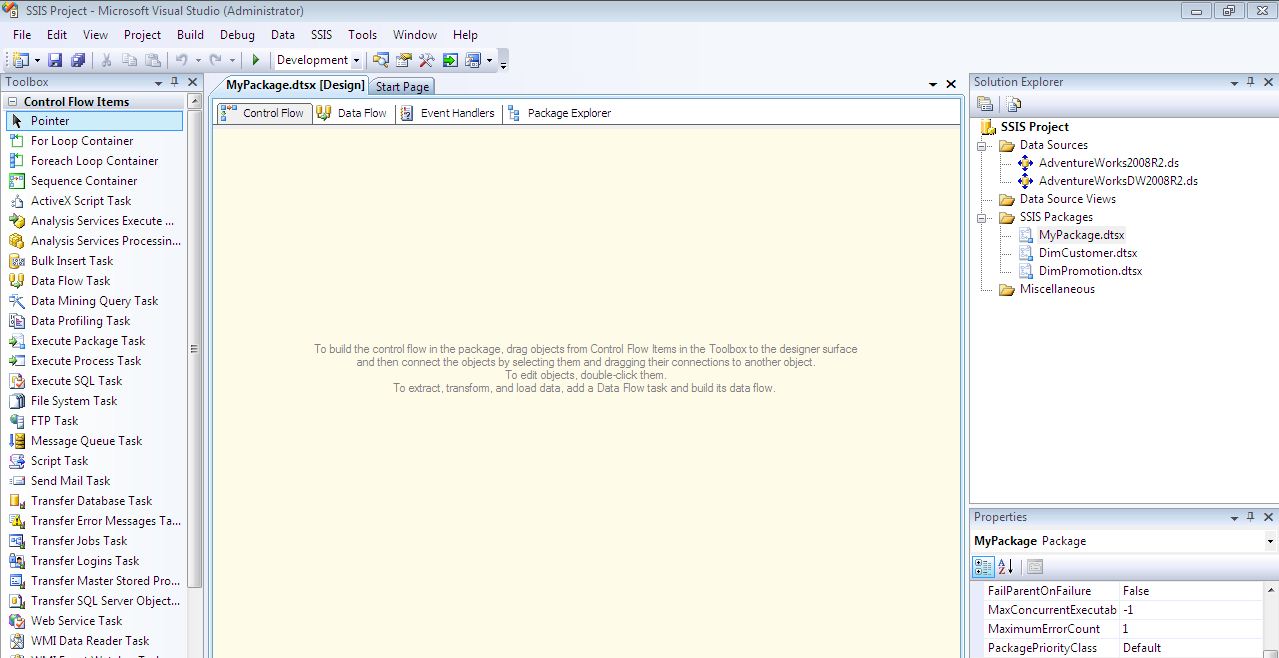 SSIS Project - Microsoft Visual Studio (Administrator)
File Edit View Project Build Debug Data SSIS Tools Window Help
Development
Toolbox
Control Flow Items
Pointer
For Loop Container
Foreach Loop Container
Sequence Container
ActiveX Script Task
Analysis Services Execute ...
Analysis Services Processin...
Bulk Insert Task
Data Flow Task
Data Mining Query Task
Data Profiling Task
Execute Package Task
Execute Process Task
Execute SQL Task
File System Task
FTP Task
Message Queue Task
Script Task
Send Mail Task
Transfer Database Task
Transfer Error Messages Ta...
Transfer Jobs Task
Transfer Logins Task
Transfer Master Stored Pro...
Transfer SQL Server Object...
Web Service Task
WMI Data Reader Task
MyPackage.dtsx [Design] Start Page
Control Flow Data Flow Event Handlers Package Explorer
To build the control flow in the package, drag objects from Control Flow Items in the Toolbox to the designer surface
and then connect the objects by selecting them and dragging their connections to another object.
To edit objects, double-click them.
To extract, transform, and load data, add a Data Flow task and build its data flow.
Solution Explorer
SSIS Project
Data Sources
AdventureWorks2008R2.ds
AdventureWorksDW2008R2.ds
Data Source Views
SSIS Packages
MyPackage.dtsx
DimCustomer.dtsx
DimPromotion.dtsx
Miscellaneous
Properties
MyPackage Package
FailParentOnFailure False
MaxConcurrentExecutab -1
MaximumErrorCount 1
PackagePriorityClass Default